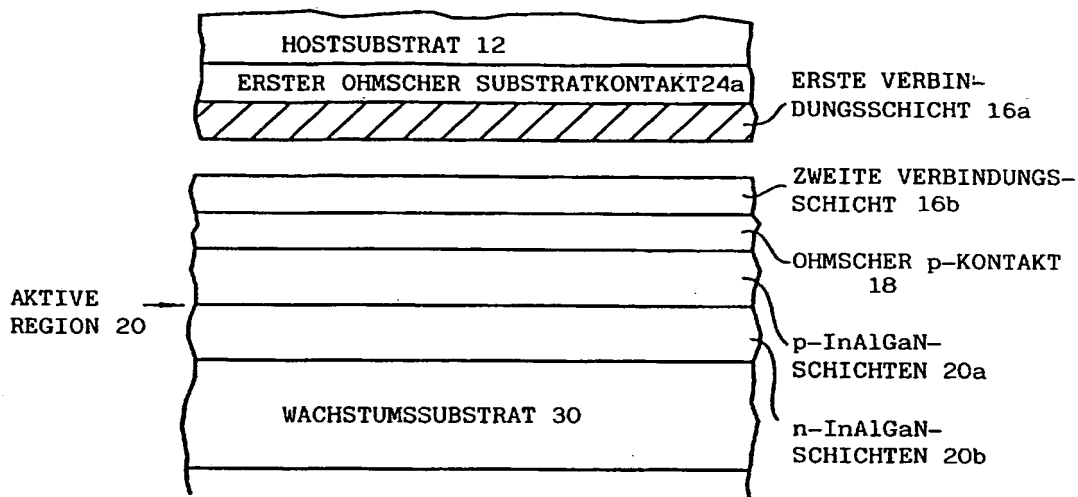 HOSTSUBSTRAT 12
ERSTER OHMSCHER SUBSTRATKONTAKT24a
ERSTE VERBIN-
DUNGSSCHICHT 16a
ZWEITE VERBINDUNGS-
SCHICHT 16b
OHMSCHER p-KONTAKT
18
AKTIVE
REGION 20
p-InAlGaN-
SCHICHTEN 20a
WACHSTUMSSUBSTRAT 30
n-InAlGaN-
SCHICHTEN 20b